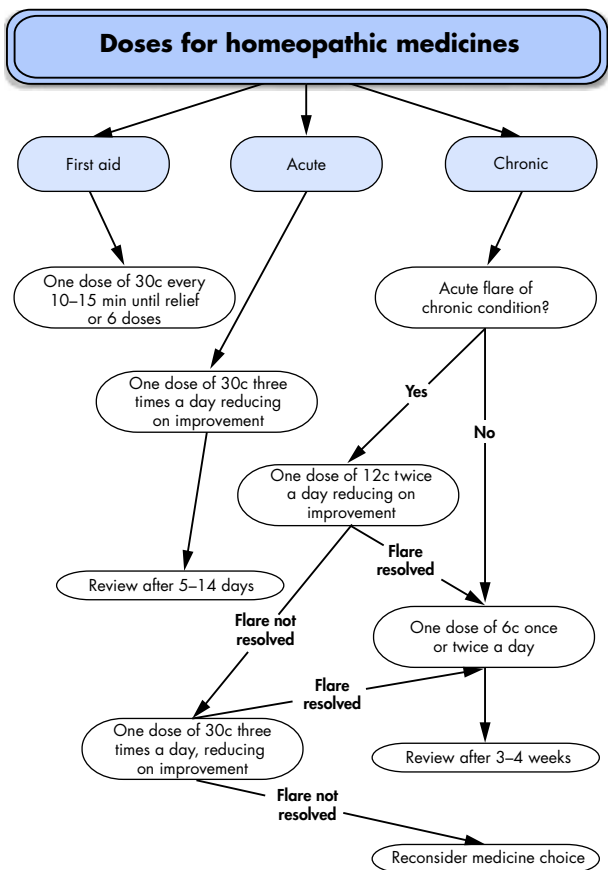 Doses for homeopathic medicines
First aid
Acute
Chronic
One dose of 30c every
10–15 min until relief
or 6 doses
Acute flare of
chronic condition?
One dose of 30c three
times a day reducing
on improvement
Yes
No
One dose of 12c twice
a day reducing on
improvement
Flare
resolved
Review after 5–14 days
Flare not
resolved
One dose of 6c once
or twice a day
Flare
resolved
One dose of 30c three
times a day, reducing
on improvement
Review after 3–4 weeks
Flare not
resolved
Reconsider medicine choice